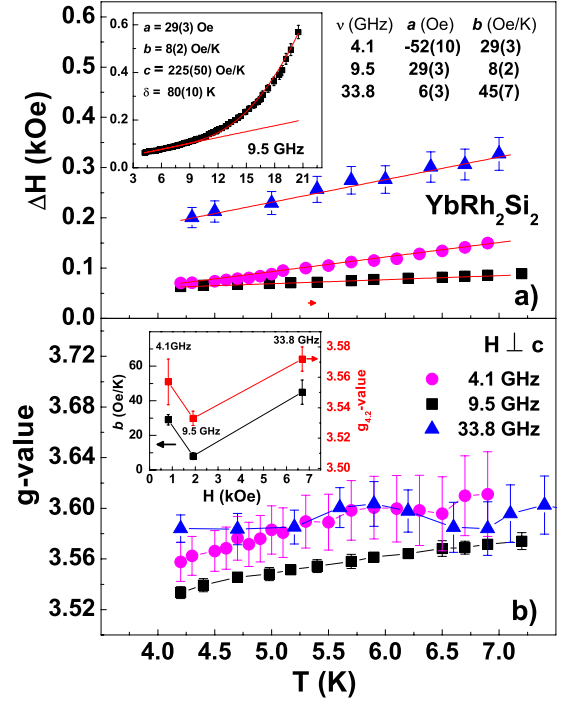 a = 29(3) Oe
b = 8(2) Oe/K
c = 225(50) Oe/K
δ = 80(10) K
9.5 GHz
0.6
0.4
0.2
0.0
3 6 9 12 15 18 21
ν (GHz) a (Oe) b (Oe/K)
4.1 -52(10) 29(3)
9.5 29(3) 8(2)
33.8 6(3) 45(7)
YbRh2Si2
a)
ΔH (kOe)
0.6
0.5
0.4
0.3
0.2
0.1
0.0
H ⊥ c
4.1 GHz
9.5 GHz
33.8 GHz
4.1GHz
9.5 GHz
33.8 GHz
b (Oe/K)
80
60
40
20
0
0 1 2 3 4 5 6 7
H (kOe)
3.58
3.56
3.54
3.52
3.50
g4.2-value
b)
g-value
3.72
3.68
3.64
3.60
3.56
3.52
4.0 4.5 5.0 5.5 6.0 6.5 7.0
T (K)